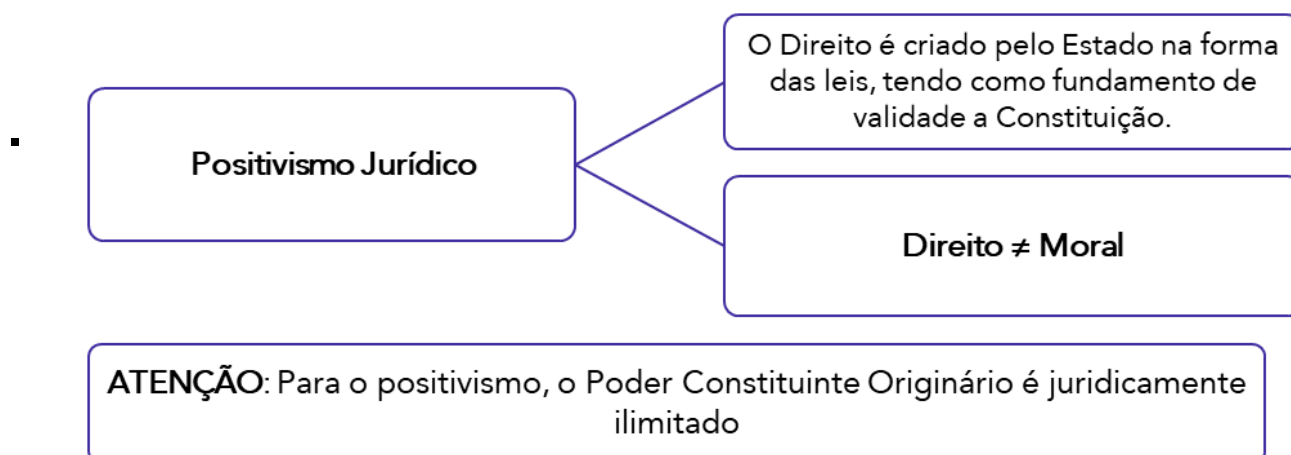 O Direito é criado pelo Estado na forma
das leis, tendo como fundamento de
validade a Constituição.
Positivismo Jurídico
Direito ≠ Moral
ATENÇÃO: Para o positivismo, o Poder Constituinte Originário é juridicamente
ilimitado